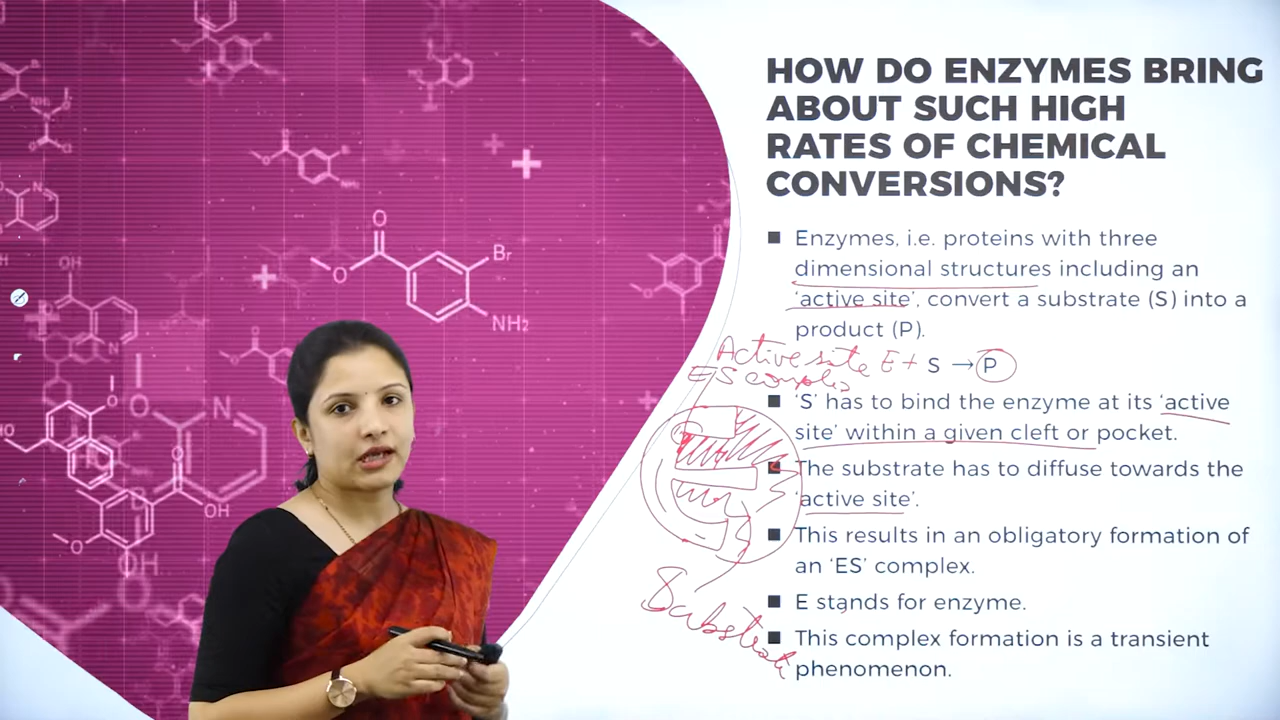 HOW DO ENZYMES BRING
ABOUT SUCH HIGH
RATES OF CHEMICAL
CONVERSIONS?
■ Enzymes, i.e. proteins with three
dimensional structures including an
‘active site’, convert a substrate (S) into a
product (P).
Active site E+ S → P
ES complex
■ ‘S’ has to bind the enzyme at its ‘active
site’ within a given cleft or pocket.
■ The substrate has to diffuse towards the
‘active site’.
■ This results in an obligatory formation of
an ‘ES’ complex.
■ E stands for enzyme.
■ This complex formation is a transient
phenomenon.
Substrate
O
O
Br
NH₂
OH
N
O
N
O
O
OH
O
OH
HO
N